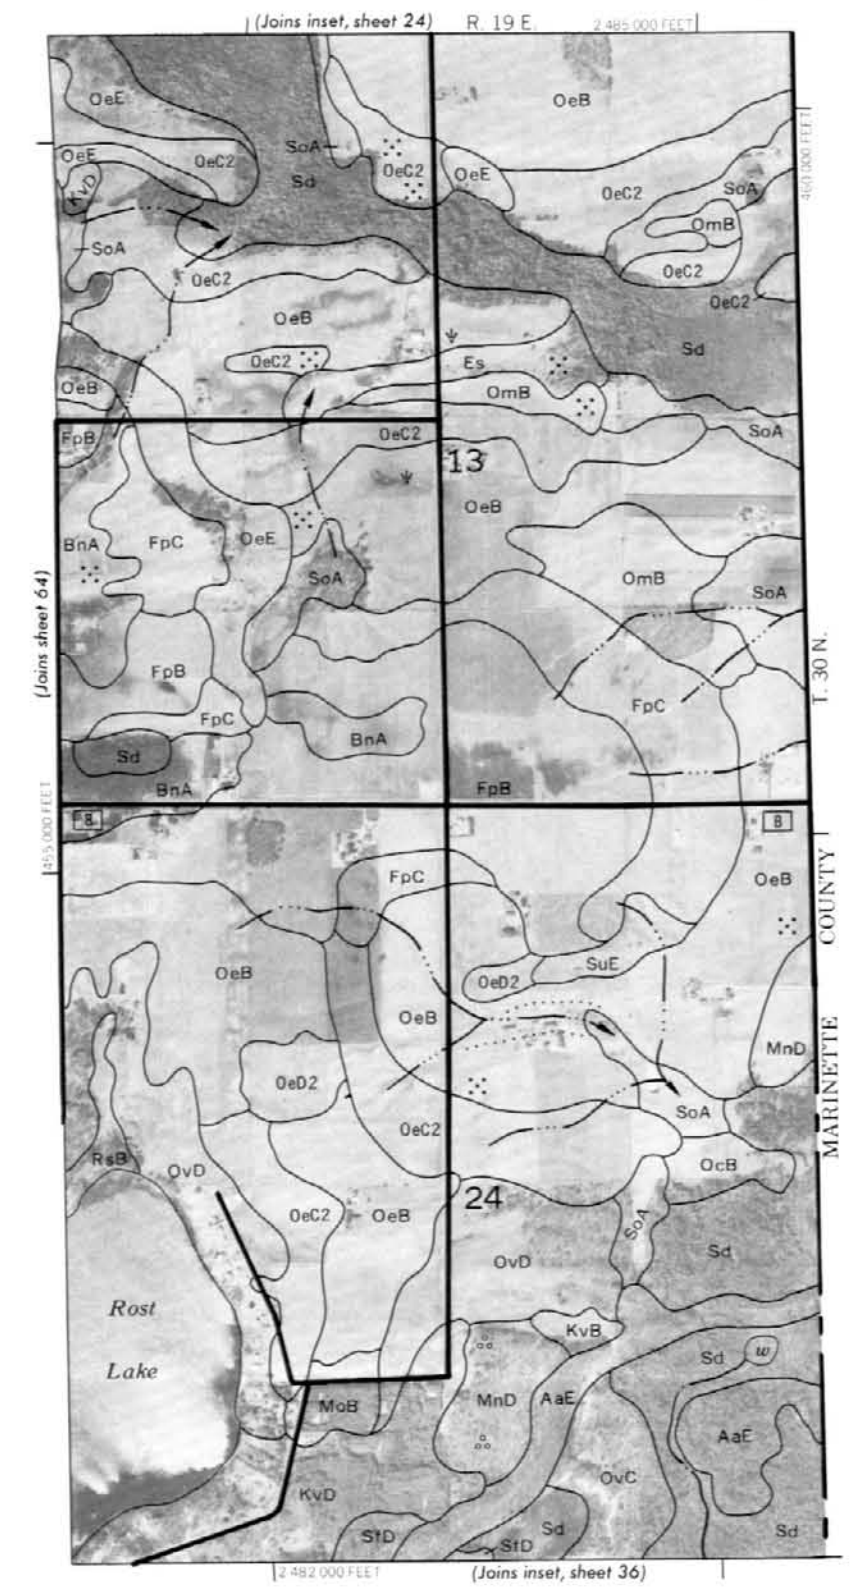 (Joins inset, sheet 24) R. 19 E. 2 485 000 FEET
460 000 FEET
OeE
OeB
SoA
OeE
OeC2
OeC2
OeE
KvD
Sd
OeC2
SoA
OmB
SoA
OeC2
OeC2
OeC2
OeB
Sd
OeC2
Es
OeB
OmB
FpB
OeC2
SoA
13
OeB
BnA
FpC
OeE
SoA
OmB
SoA
(Joins sheet 64)
T. 30 N.
FpB
FpC
FpC
BnA
Sd
BnA
FpB
455 000 FEET
8
B
FpC
OeB
MARINETTE COUNTY
OeB
SuE
OeD2
OeB
MnD
OeD2
SoA
OeC2
RsB
OvD
OcB
24
OeC2
OeB
SoA
OvD
Sd
Rost
Lake
KvB
Sd
w
MoB
MnD
AaE
AaE
OvC
KvD
StD
Sd
StD
Sd
2 482 000 FEET
(Joins inset, sheet 36)